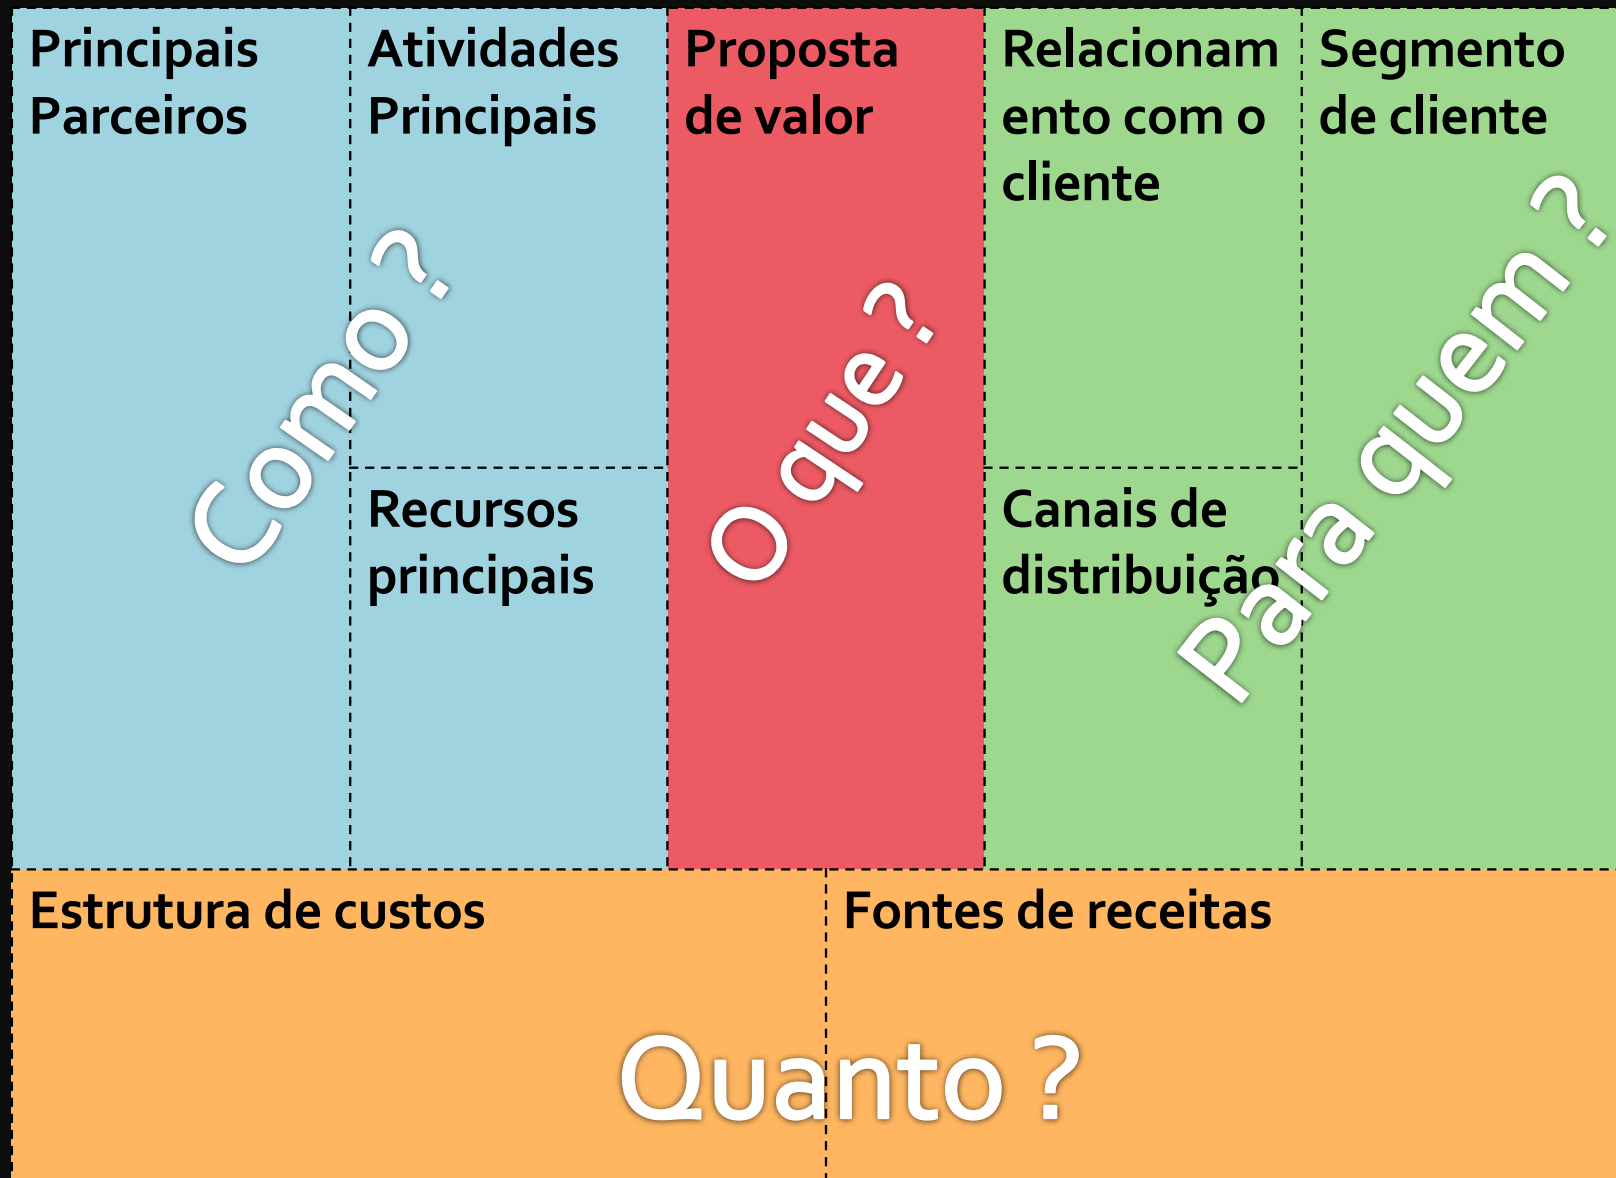 Principais
Parceiros
Atividades
Principais
Proposta
de valor
Relacionam
ento com o
cliente
Segmento
de cliente
Como ?
O que ?
Para quem ?
Recursos
principais
Canais de
distribuição
Estrutura de custos
Fontes de receitas
Quanto ?